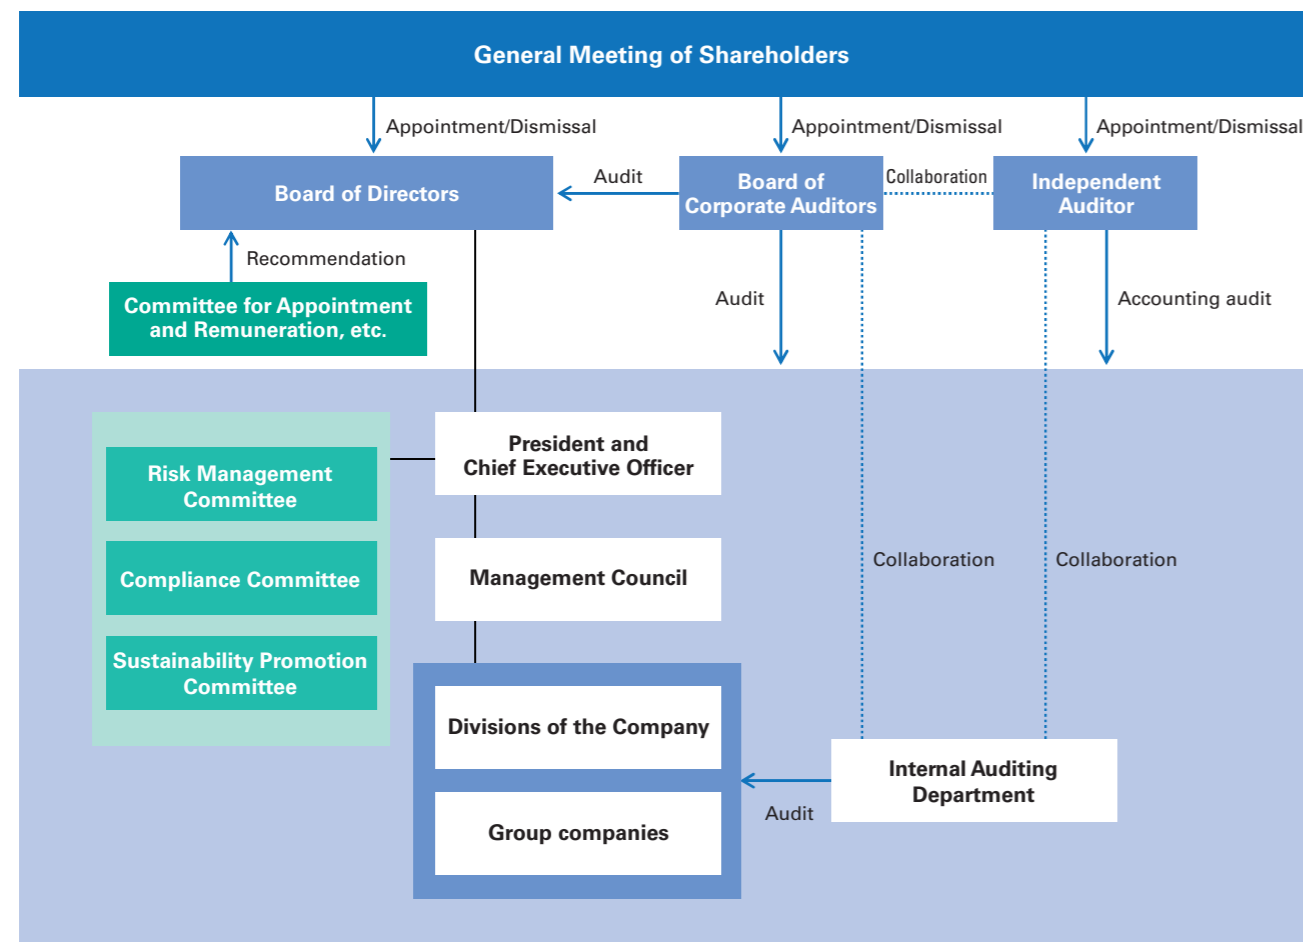 General Meeting of Shareholders
Appointment/Dismissal
Appointment/Dismissal
Appointment/Dismissal
Board of Directors
Audit
Board of
Corporate Auditors
Collaboration
Independent
Auditor
Recommendation
Committee for Appointment
and Remuneration, etc.
Audit
Accounting audit
President and
Chief Executive Officer
Risk Management
Committee
Compliance Committee
Management Council
Collaboration
Collaboration
Sustainability Promotion
Committee
Divisions of the Company
Internal Auditing
Department
Audit
Group companies